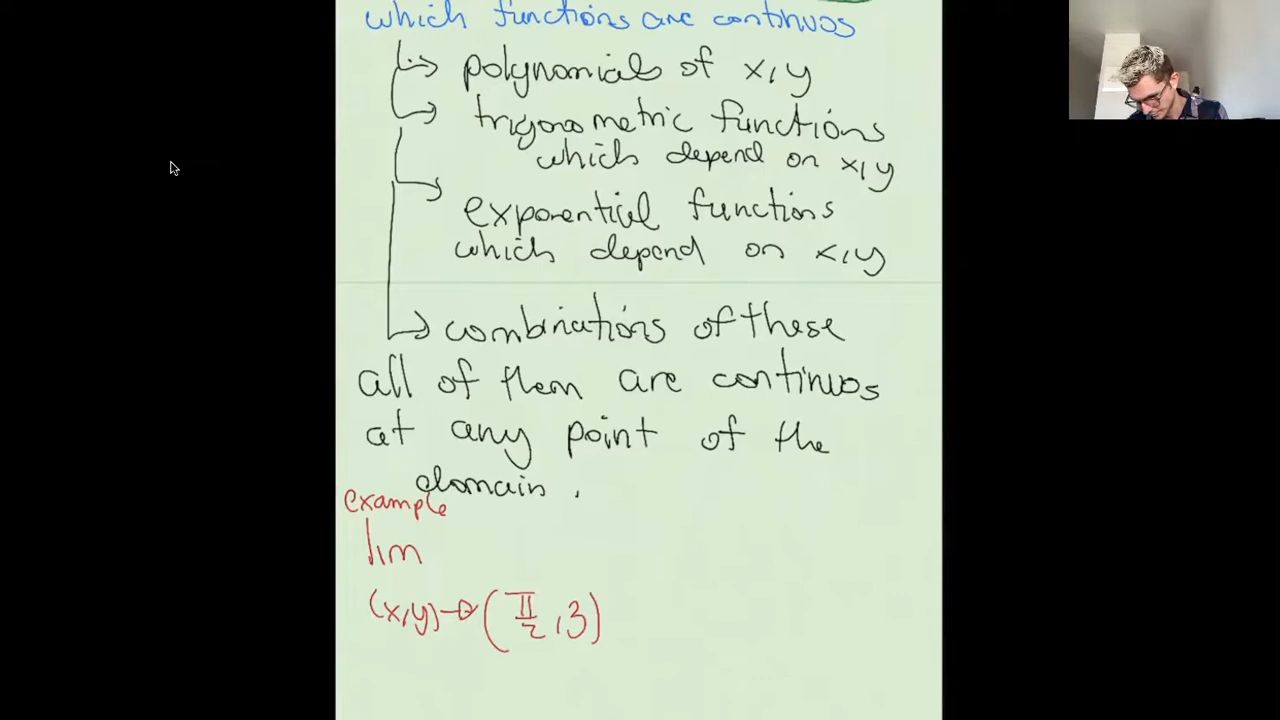 which functions are continuos
polynomials of x,y
trigonometric functions
which depend on x,y
exponential functions
which depend on x,y
combinations of these
all of them are continuos
at any point of the
domain.
example
lim
(x,y)→(π/2,3)